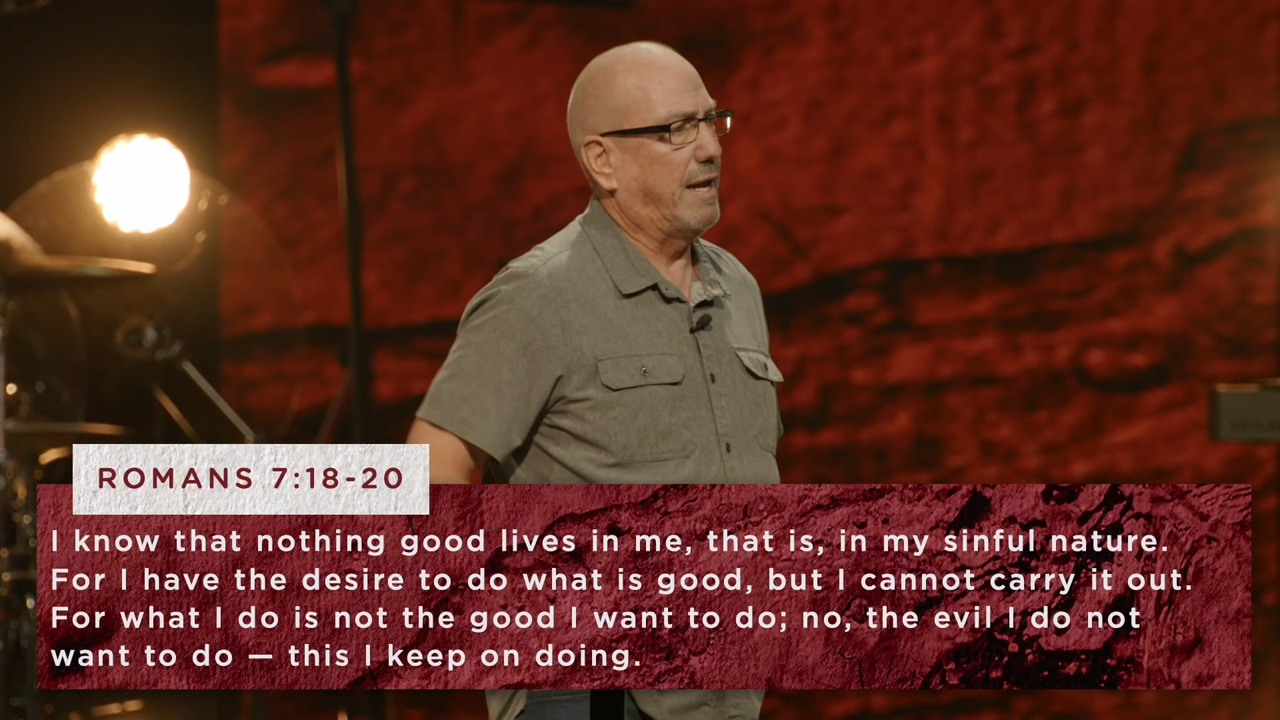 ROMANS 7:18-20
I know that nothing good lives in me, that is, in my sinful nature.
For I have the desire to do what is good, but I cannot carry it out.
For what I do is not the good I want to do; no, the evil I do not
want to do — this I keep on doing.